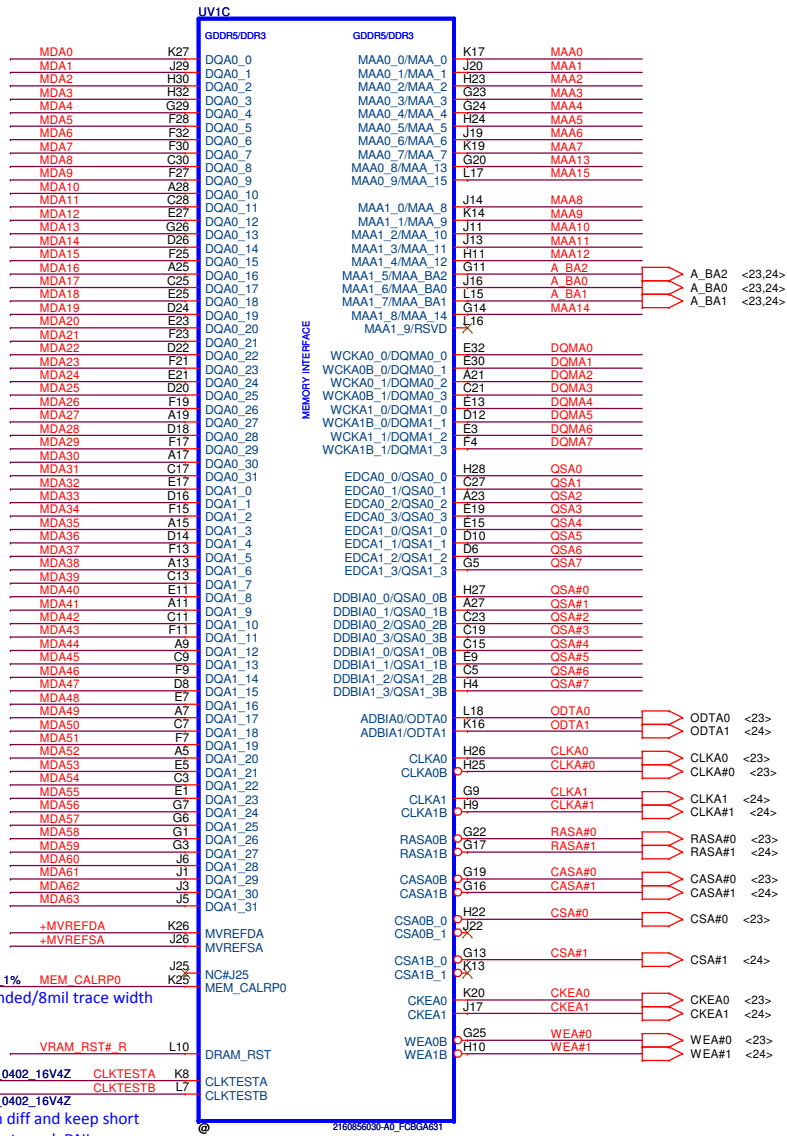 UV1C
GDDR5/DDR3 GDDR5/DDR3
MDA0 K27 DQA0_0
MDA1 J29 DQA0_1
MDA2 H30 DQA0_2
MDA3 H32 DQA0_3
MDA4 G29 DQA0_4
MDA5 F28 DQA0_5
MDA6 F32 DQA0_6
MDA7 F30 DQA0_7
MDA8 C30 DQA0_8
MDA9 F27 DQA0_9
MDA10 A28 DQA0_10
MDA11 C28 DQA0_11
MDA12 E27 DQA0_12
MDA13 G26 DQA0_13
MDA14 D26 DQA0_14
MDA15 F25 DQA0_15
MDA16 A25 DQA0_16
MDA17 C25 DQA0_17
MDA18 E25 DQA0_18
MDA19 D24 DQA0_19
MDA20 E23 DQA0_20
MDA21 F23 DQA0_21
MDA22 D22 DQA0_22
MDA23 F21 DQA0_23
MDA24 E21 DQA0_24
MDA25 D20 DQA0_25
MDA26 F19 DQA0_26
MDA27 A19 DQA0_27
MDA28 D18 DQA0_28
MDA29 F17 DQA0_29
MDA30 A17 DQA0_30
MDA31 C17 DQA0_31
MDA32 E17 DQA1_0
MDA33 D16 DQA1_1
MDA34 F15 DQA1_2
MDA35 A15 DQA1_3
MDA36 D14 DQA1_4
MDA37 F13 DQA1_5
MDA38 A13 DQA1_6
MDA39 C13 DQA1_7
MDA40 E11 DQA1_8
MDA41 A11 DQA1_9
MDA42 C11 DQA1_10
MDA43 F11 DQA1_11
MDA44 A9 DQA1_12
MDA45 C9 DQA1_13
MDA46 F9 DQA1_14
MDA47 D8 DQA1_15
MDA48 E7 DQA1_16
MDA49 A7 DQA1_17
MDA50 C7 DQA1_18
MDA51 F7 DQA1_19
MDA52 A5 DQA1_20
MDA53 E5 DQA1_21
MDA54 C3 DQA1_22
MDA55 E1 DQA1_23
MDA56 G7 DQA1_24
MDA57 G6 DQA1_25
MDA58 G1 DQA1_26
MDA59 G3 DQA1_27
MDA60 J6 DQA1_28
MDA61 J1 DQA1_29
MDA62 J3 DQA1_30
MDA63 J5 DQA1_31
+MVREFDA K26 MVREFDA
+MVREFSA J26 MVREFSA
J25 NC#J25
_1% MEM_CALRP0 K25 MEM_CALRP0
nded/8mil trace width
VRAM_RST#_R L10 DRAM_RST
_0402_16V4Z CLKTESTA K8 CLKTESTA
CLKTESTB L7 CLKTESTB
_0402_16V4Z
diff and keep short
MEMORY INTERFACE
MAA0_0/MAA_0 K17 MAA0
MAA0_1/MAA_1 J20 MAA1
MAA0_2/MAA_2 H23 MAA2
MAA0_3/MAA_3 G23 MAA3
MAA0_4/MAA_4 G24 MAA4
MAA0_5/MAA_5 H24 MAA5
MAA0_6/MAA_6 J19 MAA6
MAA0_7/MAA_7 K19 MAA7
MAA0_8/MAA_13 G20 MAA13
MAA0_9/MAA_15 L17 MAA15
MAA1_0/MAA_8 J14 MAA8
MAA1_1/MAA_9 K14 MAA9
MAA1_2/MAA_10 J11 MAA10
MAA1_3/MAA_11 J13 MAA11
MAA1_4/MAA_12 H11 MAA12
MAA1_5/MAA_BA2 G11 A_BA2 A_BA2 <23,24>
MAA1_6/MAA_BA0 J16 A_BA0 A_BA0 <23,24>
MAA1_7/MAA_BA1 L15 A_BA1 A_BA1 <23,24>
MAA1_8/MAA_14 G14 MAA14
MAA1_9/RSVD L16
WCKA0_0/DQMA0_0 E32 DQMA0
WCKA0B_0/DQMA0_1 E30 DQMA1
WCKA0_1/DQMA0_2 A21 DQMA2
WCKA0B_1/DQMA0_3 C21 DQMA3
WCKA1_0/DQMA1_0 E13 DQMA4
WCKA1B_0/DQMA1_1 D12 DQMA5
WCKA1_1/DQMA1_2 E3 DQMA6
WCKA1B_1/DQMA1_3 F4 DQMA7
EDCA0_0/QSA0_0 H28 QSA0
EDCA0_1/QSA0_1 C27 QSA1
EDCA0_2/QSA0_2 A23 QSA2
EDCA0_3/QSA0_3 E19 QSA3
EDCA1_0/QSA1_0 E15 QSA4
EDCA1_1/QSA1_1 D10 QSA5
EDCA1_2/QSA1_2 D6 QSA6
EDCA1_3/QSA1_3 G5 QSA7
DDBIA0_0/QSA0_0B H27 QSA#0
DDBIA0_1/QSA0_1B A27 QSA#1
DDBIA0_2/QSA0_2B C23 QSA#2
DDBIA0_3/QSA0_3B C19 QSA#3
DDBIA1_0/QSA1_0B C15 QSA#4
DDBIA1_1/QSA1_1B E9 QSA#5
DDBIA1_2/QSA1_2B C5 QSA#6
DDBIA1_3/QSA1_3B H4 QSA#7
ADBIA0/ODTA0 L18 ODTA0 ODTA0 <23>
ADBIA1/ODTA1 K16 ODTA1 ODTA1 <24>
CLKA0 H26 CLKA0 CLKA0 <23>
CLKA0B H25 CLKA#0 CLKA#0 <23>
CLKA1 G9 CLKA1 CLKA1 <24>
CLKA1B H9 CLKA#1 CLKA#1 <24>
RASA0B G22 RASA#0 RASA#0 <23>
RASA1B G17 RASA#1 RASA#1 <24>
CASA0B G19 CASA#0 CASA#0 <23>
CASA1B G16 CASA#1 CASA#1 <24>
CSA0B_0 H22 CSA#0 CSA#0 <23>
CSA0B_1 J22
CSA1B_0 G13 CSA#1 CSA#1 <24>
CSA1B_1 K13
CKEA0 K20 CKEA0 CKEA0 <23>
CKEA1 J17 CKEA1 CKEA1 <24>
WEA0B G25 WEA#0 WEA#0 <23>
WEA1B H10 WEA#1 WEA#1 <24>
@ 2160856030-A0_FCBGA631